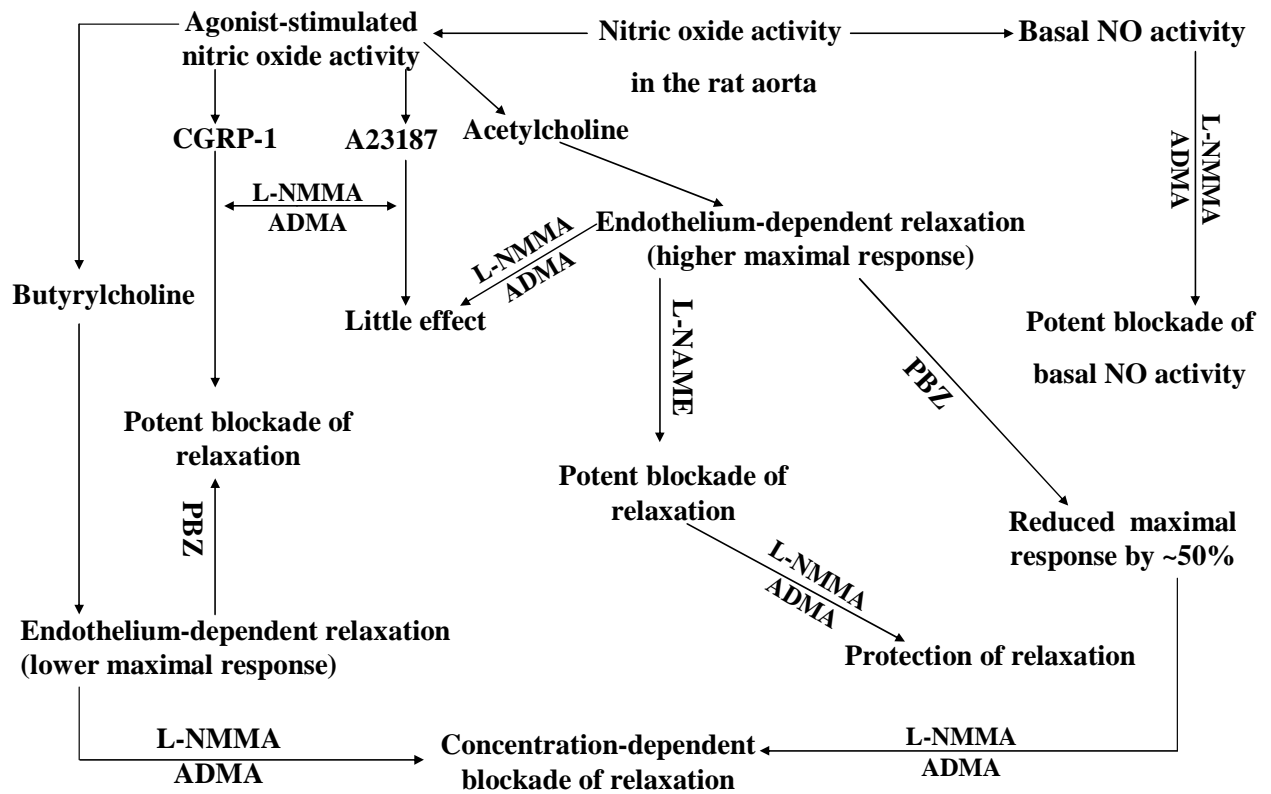 Agonist-stimulated
nitric oxide activity
Nitric oxide activity
in the rat aorta
Basal NO activity
CGRP-1
A23187
Acetylcholine
L-NMMA
ADMA
L-NMMA
ADMA
Endothelium-dependent relaxation
(higher maximal response)
L-NMMA
ADMA
Butyrylcholine
Little effect
L-NAME
PBZ
Potent blockade of
basal NO activity
Potent blockade of
relaxation
PBZ
Potent blockade of
relaxation
Reduced maximal
response by ~50%
L-NMMA
ADMA
Endothelium-dependent relaxation
(lower maximal response)
Protection of relaxation
L-NMMA
ADMA
Concentration-dependent
blockade of relaxation
L-NMMA
ADMA